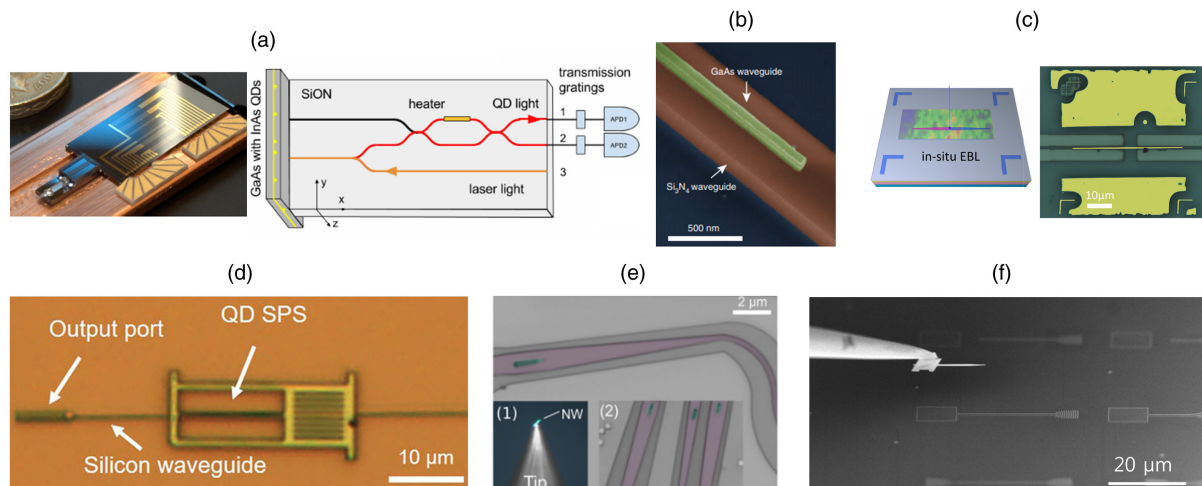 (a)
GaAs with InAs QDs
SiON
heater
QD light
transmission
gratings
1
APD1
2
APD2
3
laser light
y
x
z
(b)
GaAs waveguide
Si₃N₄ waveguide
500 nm
(c)
in-situ EBL
10µm
(d)
Output port
QD SPS
Silicon waveguide
10 µm
(e)
2 µm
(1)
NW
Tip
(2)
(f)
20 µm